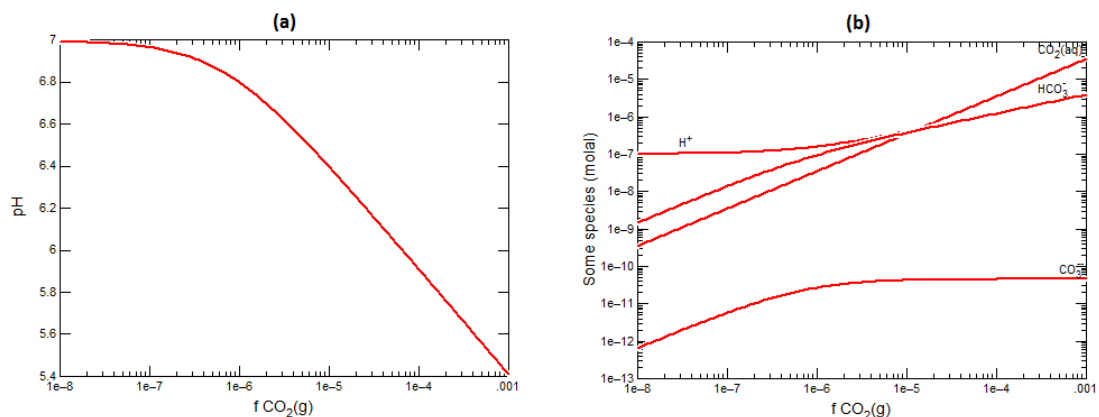 (a)
7
6.8
6.6
6.4
6.2
6
5.8
5.6
5.4
pH
1e–8
1e–7
1e–6
1e–5
1e–4
.001
f CO₂(g)
(b)
1e–4
1e–5
1e–6
1e–7
1e–8
1e–9
1e–10
1e–11
1e–12
1e–13
Some species (molal)
CO₂(aq)
HCO₃⁻
H⁺
CO₃⁻⁻
1e–8
1e–7
1e–6
1e–5
1e–4
.001
f CO₂(g)